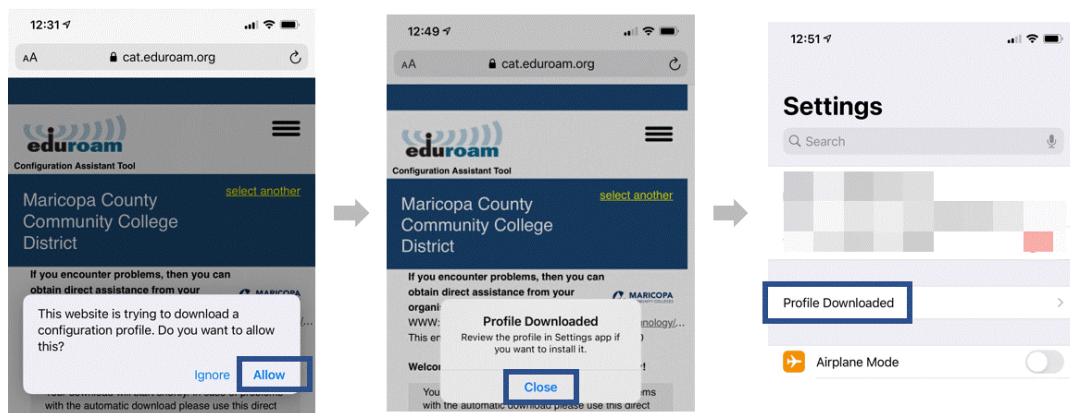 12:31
AA cat.eduroam.org
eduroam
Configuration Assistant Tool
select another
Maricopa County
Community College
District
If you encounter problems, then you can
obtain direct assistance from your
MARICOPA
This website is trying to download a
configuration profile. Do you want to allow
this?
Ignore Allow
with the automatic download please use this direct
12:49
AA cat.eduroam.org
eduroam
Configuration Assistant Tool
select another
Maricopa County
Community College
District
If you encounter problems, then you can
obtain direct assistance from your
MARICOPA
COMMUNITY COLLEGES
WWW:
Profile Downloaded
Review the profile in Settings app if
you want to install it.
Close
with the automatic download please use this direct
12:51
Settings
Search
Profile Downloaded
Airplane Mode